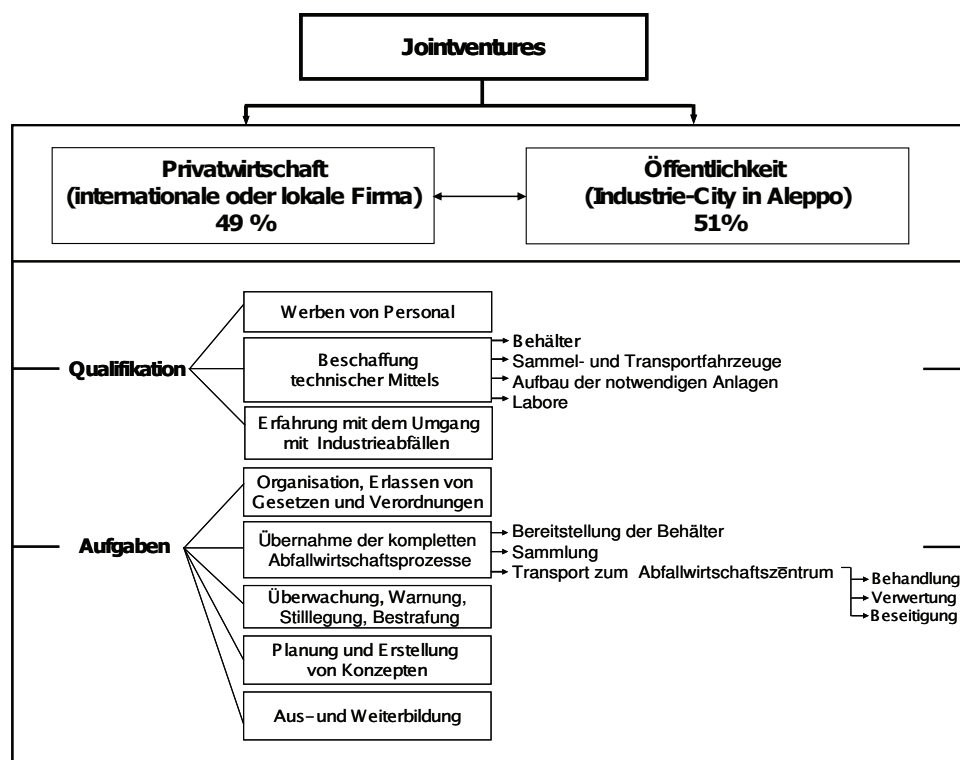 Jointventures
Privatwirtschaft
(internationale oder lokale Firma)
49 %
Öffentlichkeit
(Industrie-City in Aleppo)
51%
Qualifikation
Werben von Personal
Beschaffung
technischer Mittels
Behälter
Sammel- und Transportfahrzeuge
Aufbau der notwendigen Anlagen
Labore
Erfahrung mit dem Umgang
mit Industrieabfällen
Aufgaben
Organisation, Erlassen von
Gesetzen und Verordnungen
Übernahme der kompletten
Abfallwirtschaftsprozesse
Bereitstellung der Behälter
Sammlung
Transport zum Abfallwirtschaftszentrum
Behandlung
Verwertung
Beseitigung
Überwachung, Warnung,
Stilllegung, Bestrafung
Planung und Erstellung
von Konzepten
Aus- und Weiterbildung